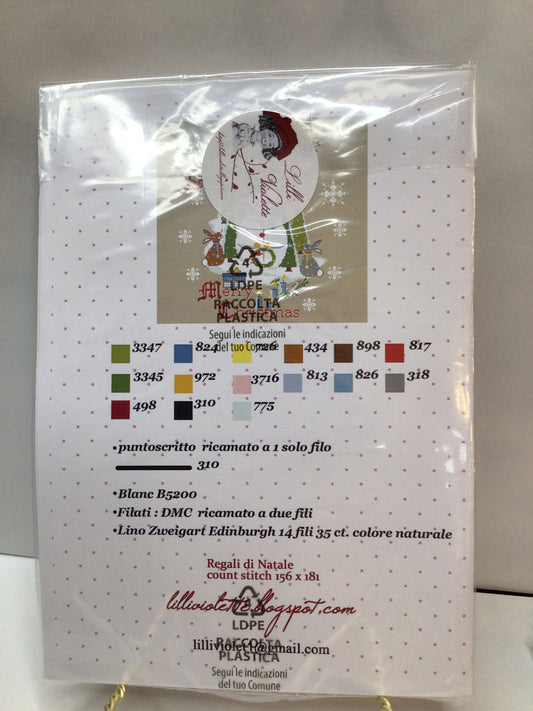 Lilli
Violette
4
LDPE
RACCOLTA
PLASTICA
Merry
Christmas
Segui le indicazioni
del tuo Comune
3347 824 726 434 898 817
3345 972 3716 813 826 318
498 310 775
•puntoscritto ricamato a 1 solo filo
310
•Blanc B5200
•Filati : DMC ricamato a due fili
•Lino Zweigart Edinburgh 14 fili 35 ct. colore naturale
Regali di Natale
count stitch 156 x 181
lilliviolette.blogspot.com
LDPE
RACCOLTA
PLASTICA
lilliviolet1@gmail.com
Segui le indicazioni
del tuo Comune